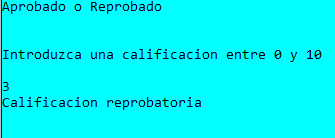 Aprobado o Reprobado
Introduzca una calificacion entre 0 y 10
3
Calificacion reprobatoria